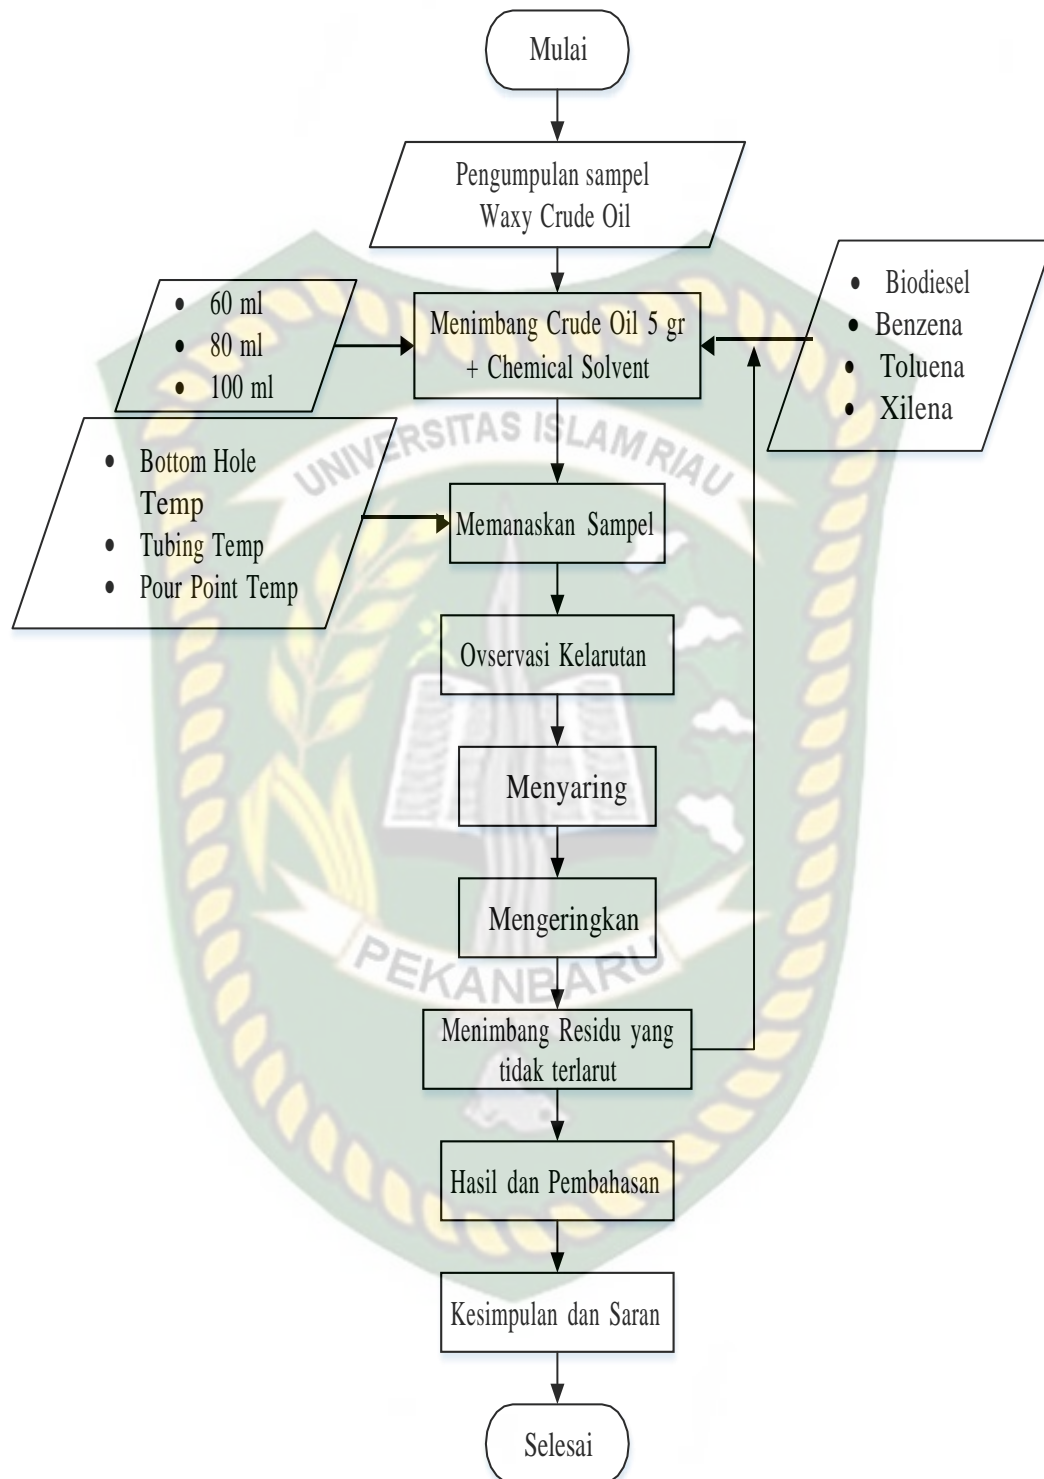 Mulai
Pengumpulan sampel
Waxy Crude Oil
• 60 ml
• 80 ml
• 100 ml
Menimbang Crude Oil 5 gr
+ Chemical Solvent
• Biodiesel
• Benzena
• Toluena
• Xilena
UNIVERSITAS ISLAM RIAU
• Bottom Hole
Temp
• Tubing Temp
• Pour Point Temp
Memanaskan Sampel
Ovservasi Kelarutan
Menyaring
Mengeringkan
PEKANBARU
Menimbang Residu yang
tidak terlarut
Hasil dan Pembahasan
Kesimpulan dan Saran
Selesai